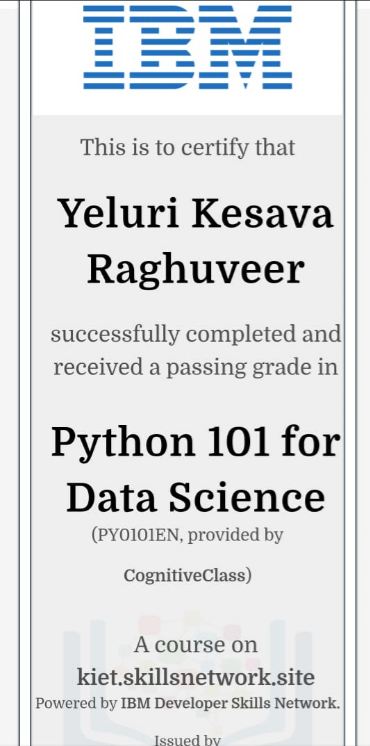 IBM
This is to certify that
Yeluri Kesava
Raghuveer
successfully completed and
received a passing grade in
Python 101 for
Data Science
(PY0101EN, provided by
CognitiveClass)
A course on
kiet.skillsnetwork.site
Powered by IBM Developer Skills Network.
Issued by